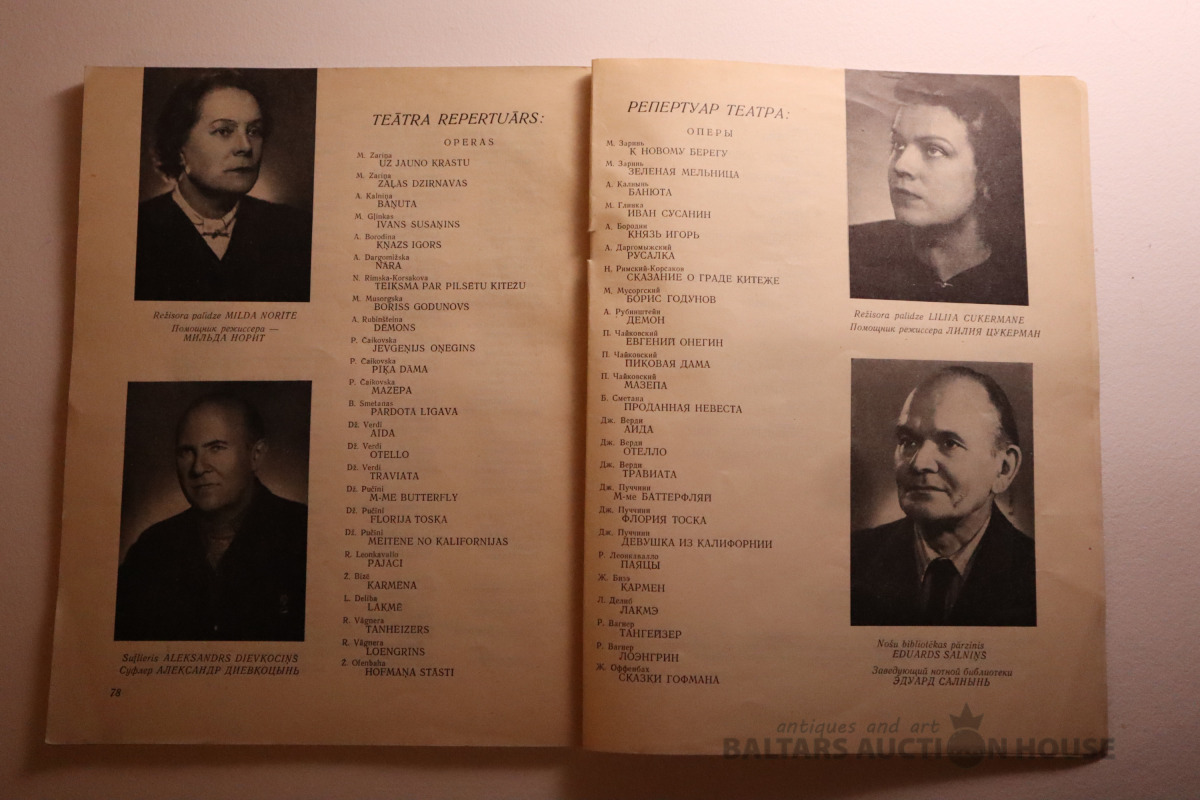 Režisora palīdze MILDA NORĪTE
Помощник режиссера —
МИЛЬДА НОРИТ
Suflieris ALEKSANDRS DIEVKOCIŅŠ
Суфлер АЛЕКСАНДР ДИЕВКОЦЫНЬ
78
TEĀTRA REPERTUĀRS:
OPERAS
M. Zariņa
UZ JAUNO KRASTU
M. Zariņa
ZAĻĀS DZIRNAVAS
A. Kalniņa
BAŅUTA
M. Gļinkas
IVANS SUSAŅINS
A. Borodina
KŅAZS IGORS
A. Dargomižska
NĀRA
N. Rimska-Korsakova
TEIKSMA PAR PILSĒTU KITEŽU
M. Musorgska
BORISS GODUNOVS
A. Rubinšteina
DĒMONS
P. Čaikovska
JEVGEŅIJS OŅEGINS
P. Čaikovska
PIĶA DĀMA
P. Čaikovska
MAZEPA
B. Smetanas
PĀRDOTĀ LĪGAVA
Dž. Verdi
AIDA
Dž. Verdi
OTELLO
Dž. Verdi
TRAVIATA
Dž. Pučīni
M-ME BUTTERFLY
Dž. Pučīni
FLORIJA TOSKA
Dž. Pučīni
MEITENE NO KALIFORNIJAS
R. Leonkavallo
PAJACI
Ž. Bizē
KARMENA
L. Deliba
LAKMĒ
R. Vāgnera
TANHEIZERS
R. Vāgnera
LOENGRĪNS
Ž. Ofenbaha
HOFMAŅA STĀSTI
РЕПЕРТУАР ТЕАТРА:
ОПЕРЫ
М. Заринь
К НОВОМУ БЕРЕГУ
М. Заринь
ЗЕЛЕНАЯ МЕЛЬНИЦА
А. Калнынь
БАНЮТА
М. Глинка
ИВАН СУСАНИН
А. Бородин
КНЯЗЬ ИГОРЬ
А. Даргомыжский
РУСАЛКА
Н. Римский-Корсаков
СКАЗАНИЕ О ГРАДЕ КИТЕЖЕ
М. Мусоргский
БОРИС ГОДУНОВ
А. Рубинштейн
ДЕМОН
П. Чайковский
ЕВГЕНИЙ ОНЕГИН
П. Чайковский
ПИКОВАЯ ДАМА
П. Чайковский
МАЗЕПА
Б. Сметана
ПРОДАННАЯ НЕВЕСТА
Дж. Верди
АИДА
Дж. Верди
ОТЕЛЛО
Дж. Верди
ТРАВИАТА
Дж. Пуччини
М-ме БАТТЕРФЛЯЙ
Дж. Пуччини
ФЛОРИЯ ТОСКА
Дж. Пуччини
ДЕВУШКА ИЗ КАЛИФОРНИИ
Р. Леонкавалло
ПАЯЦЫ
Ж. Бизэ
КАРМЕН
Л. Делиб
ЛАКМЭ
Р. Вагнер
ТАНГЕЙЗЕР
Р. Вагнер
ЛОЭНГРИН
Ж. Оффенбах
СКАЗКИ ГОФМАНА
Režisora palīdze LILIJA CUKERMANE
Помощник режиссера ЛИЛИЯ ЦУКЕРМАН
Nošu bibliotēkas pārzinis
EDUARDS SALNIŅŠ
Заведующий нотной библиотеки
ЭДУАРД САЛНЫНЬ
antiques and art
BALTARS AUCTION HOUSE